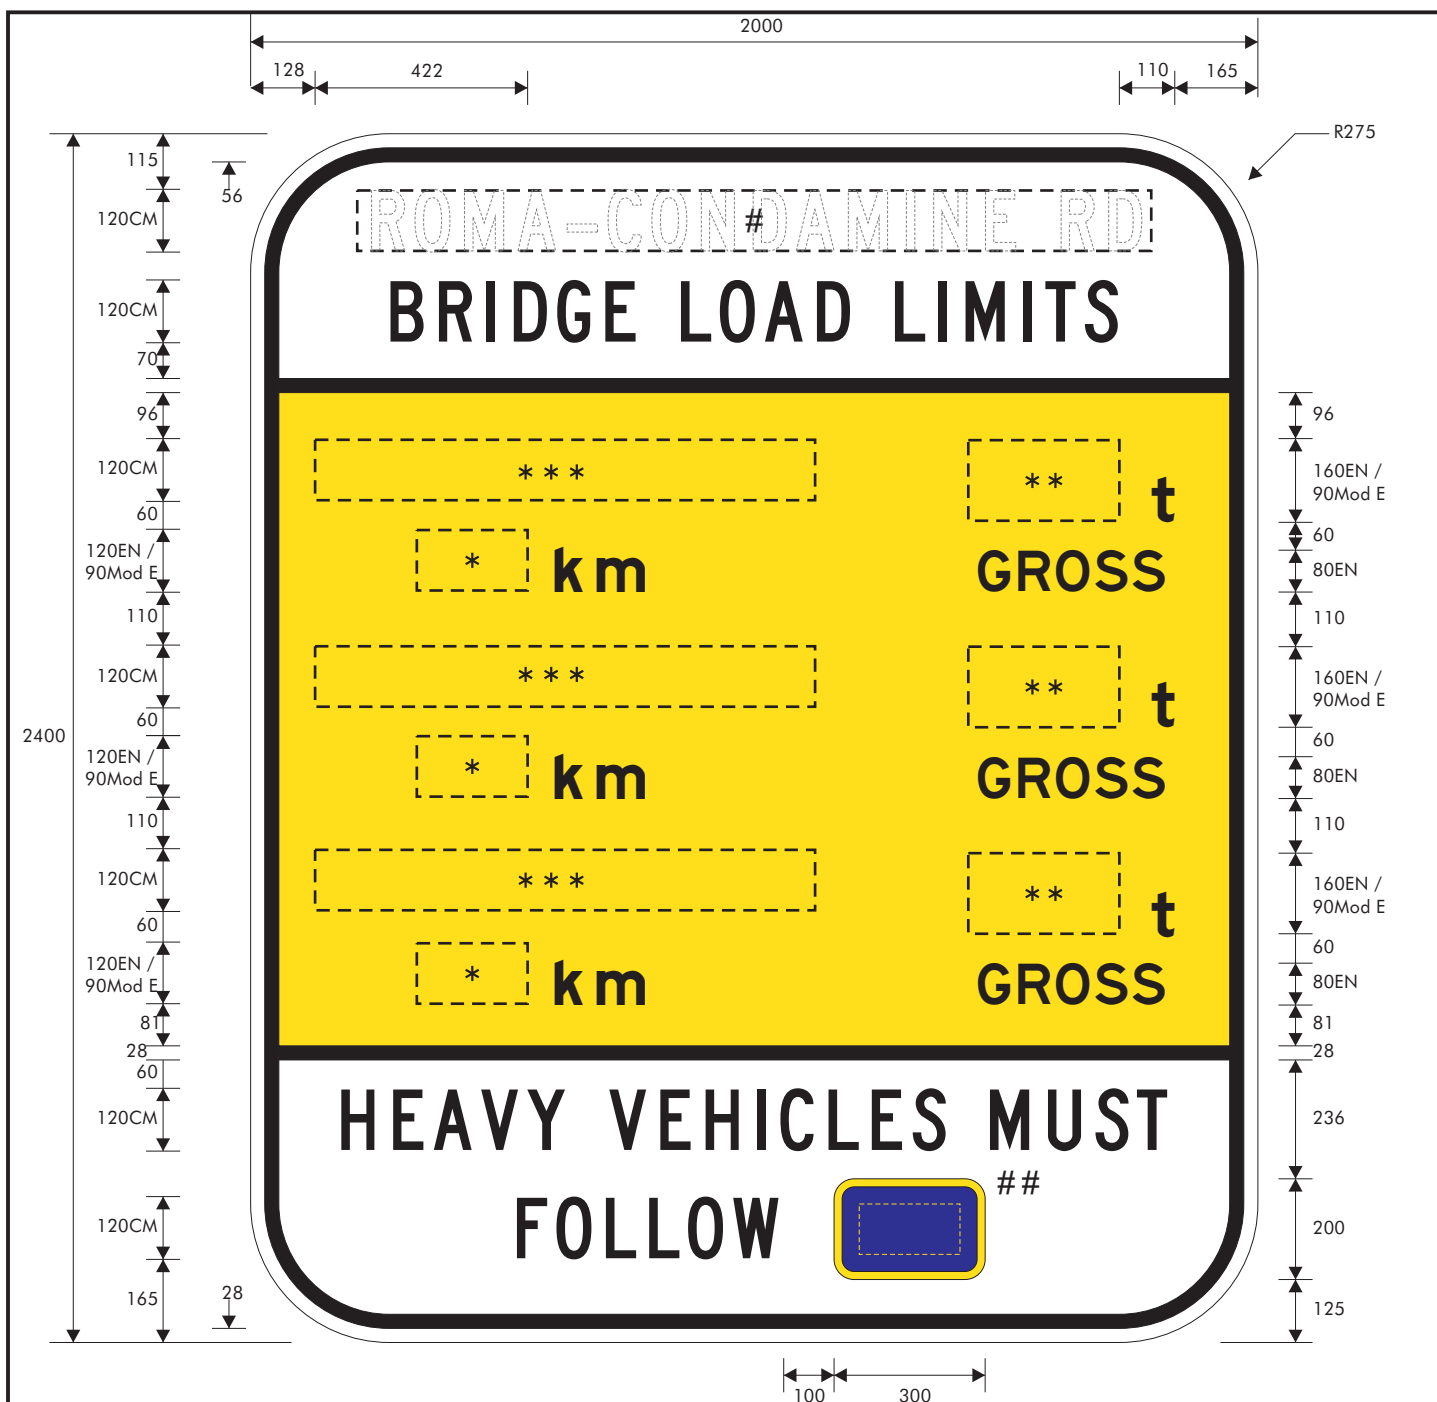 2000
128 422 110 165
R275
115
56
120CM
ROMA-CONDAMINE RD
#
120CM
BRIDGE LOAD LIMITS
70
96 96
120CM *** ** t 160EN /
90Mod E
60 60
120EN /
90Mod E * km GROSS 80EN
110 110
120CM *** ** t 160EN /
90Mod E
60 60
2400
120EN /
90Mod E * km GROSS 80EN
110 110
120CM *** ** t 160EN /
90Mod E
60 60
120EN /
90Mod E * km GROSS 80EN
81 81
28 28
60
120CM HEAVY VEHICLES MUST 236
##
120CM FOLLOW 200
165 28 125
100 300